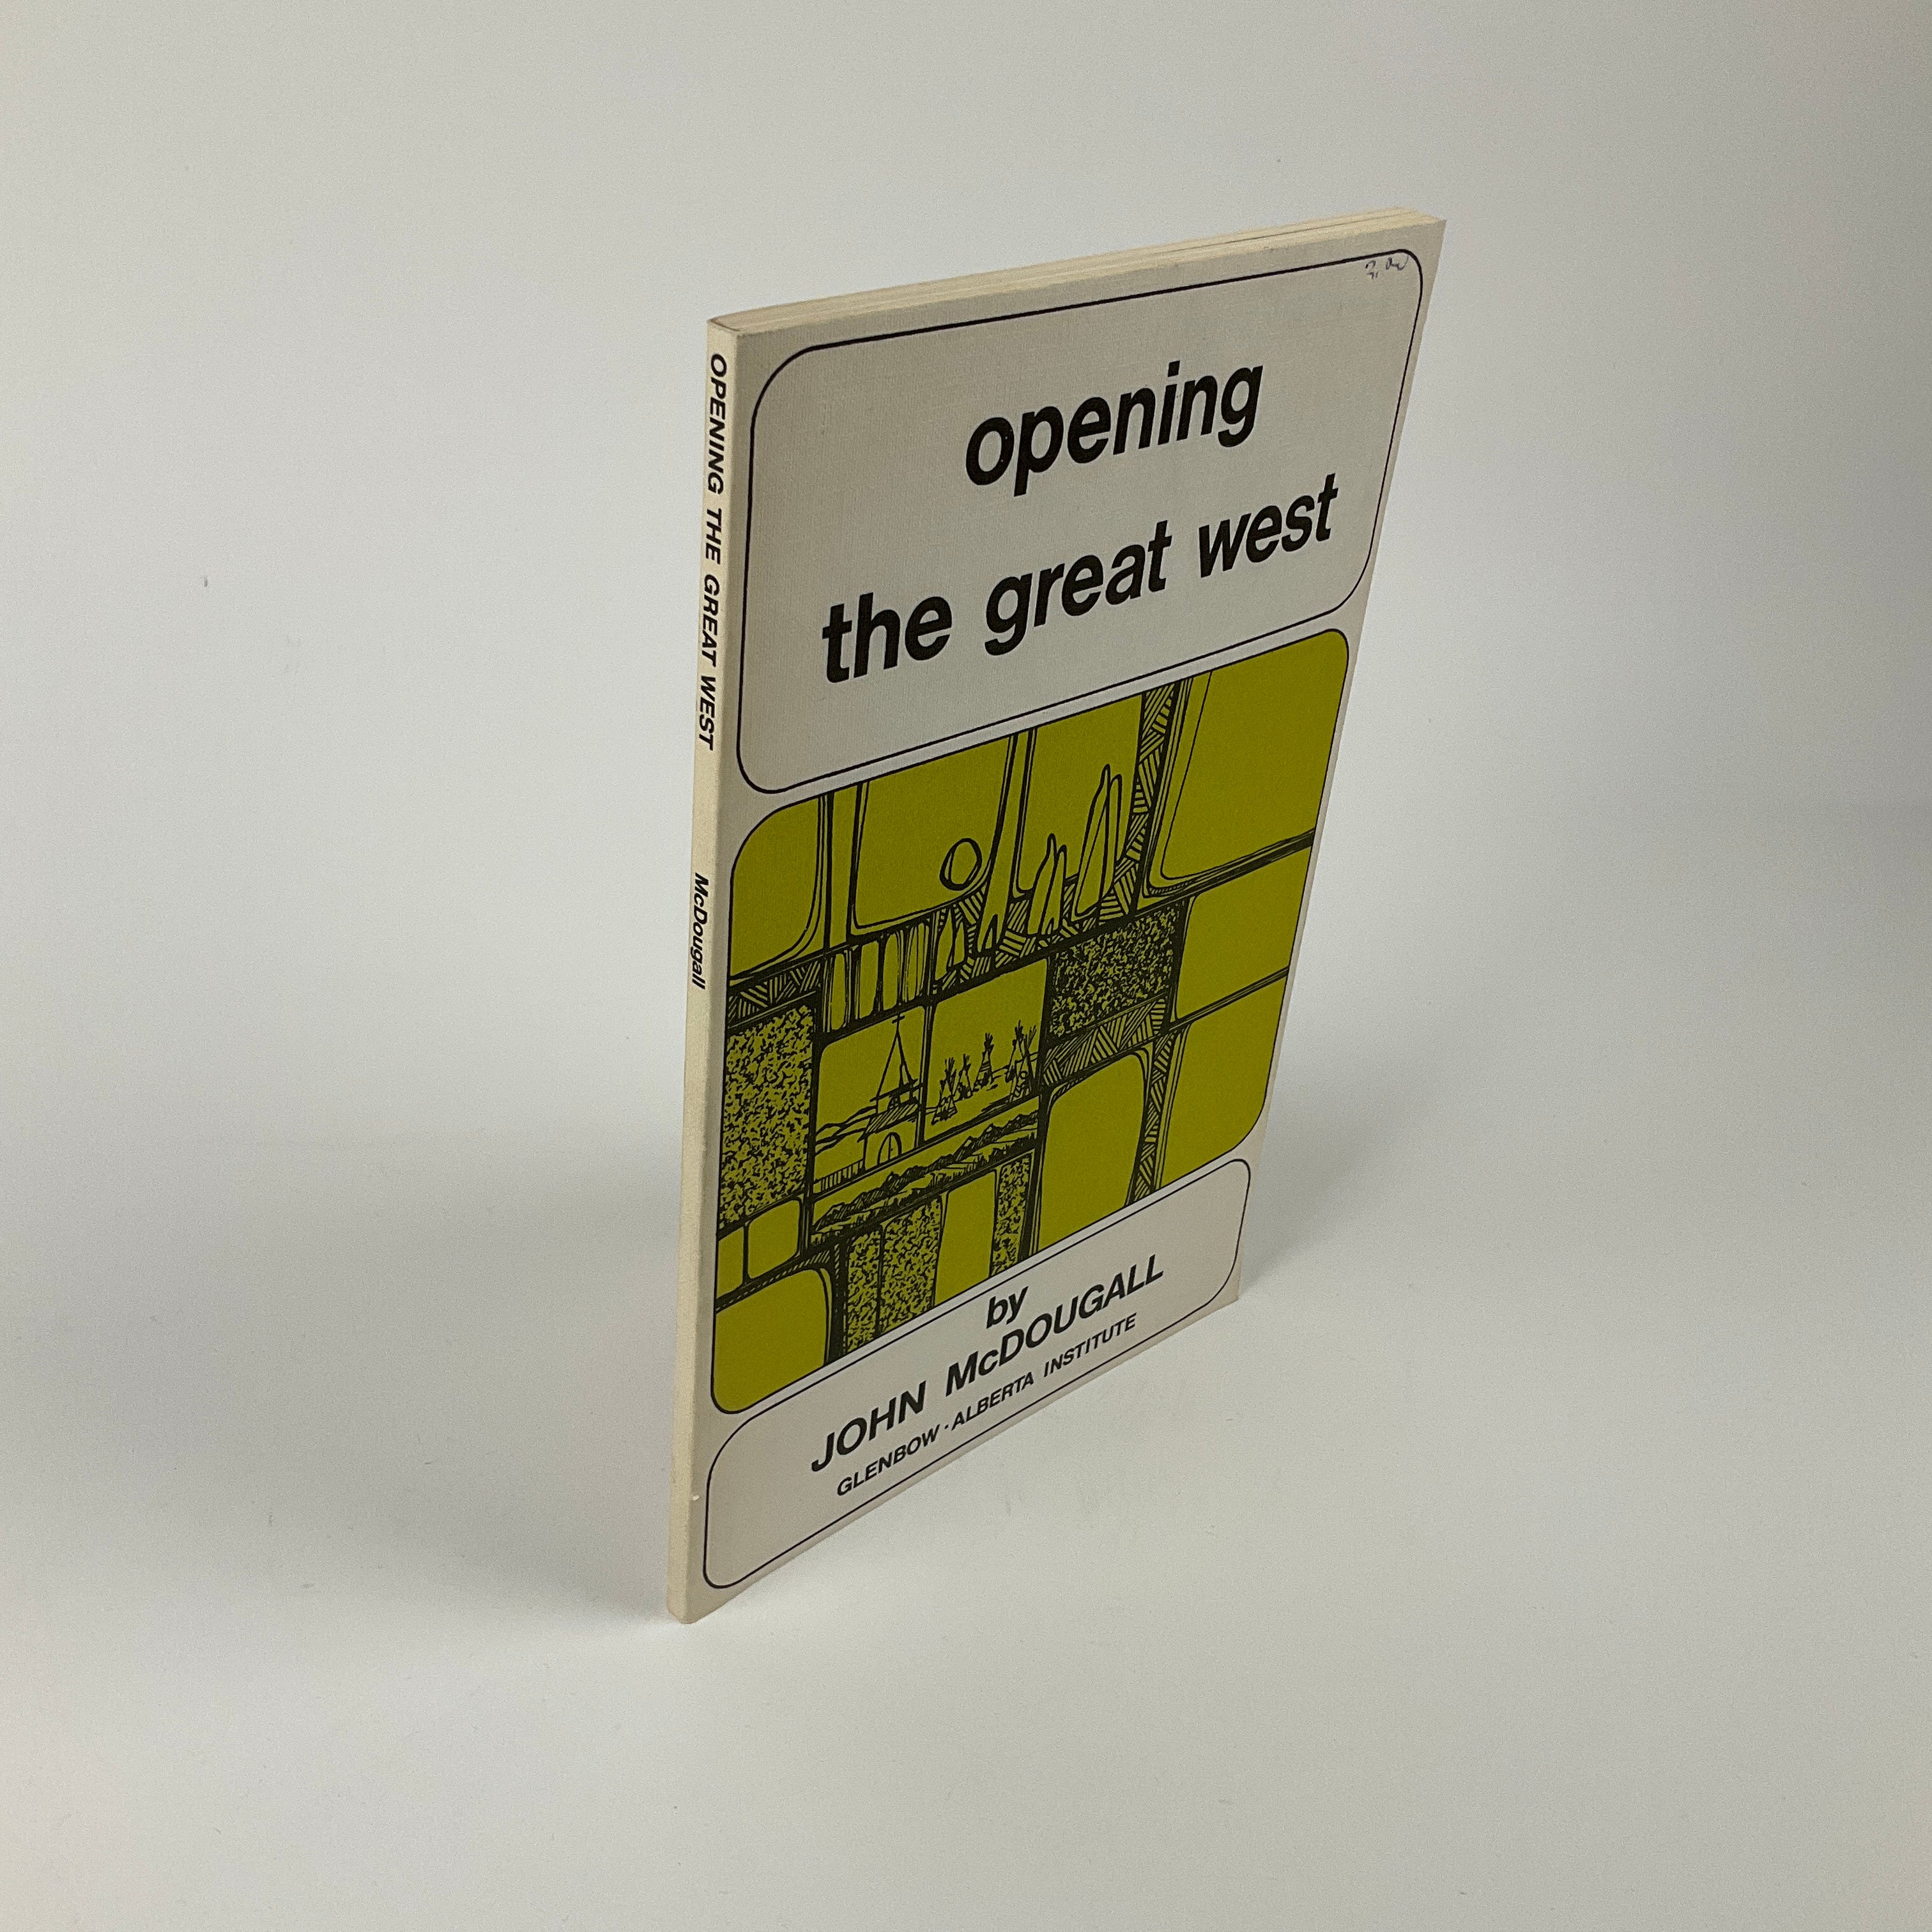 OPENING THE GREAT WEST
McDougall
opening
the great west
by
JOHN McDOUGALL
GLENBOW·ALBERTA INSTITUTE